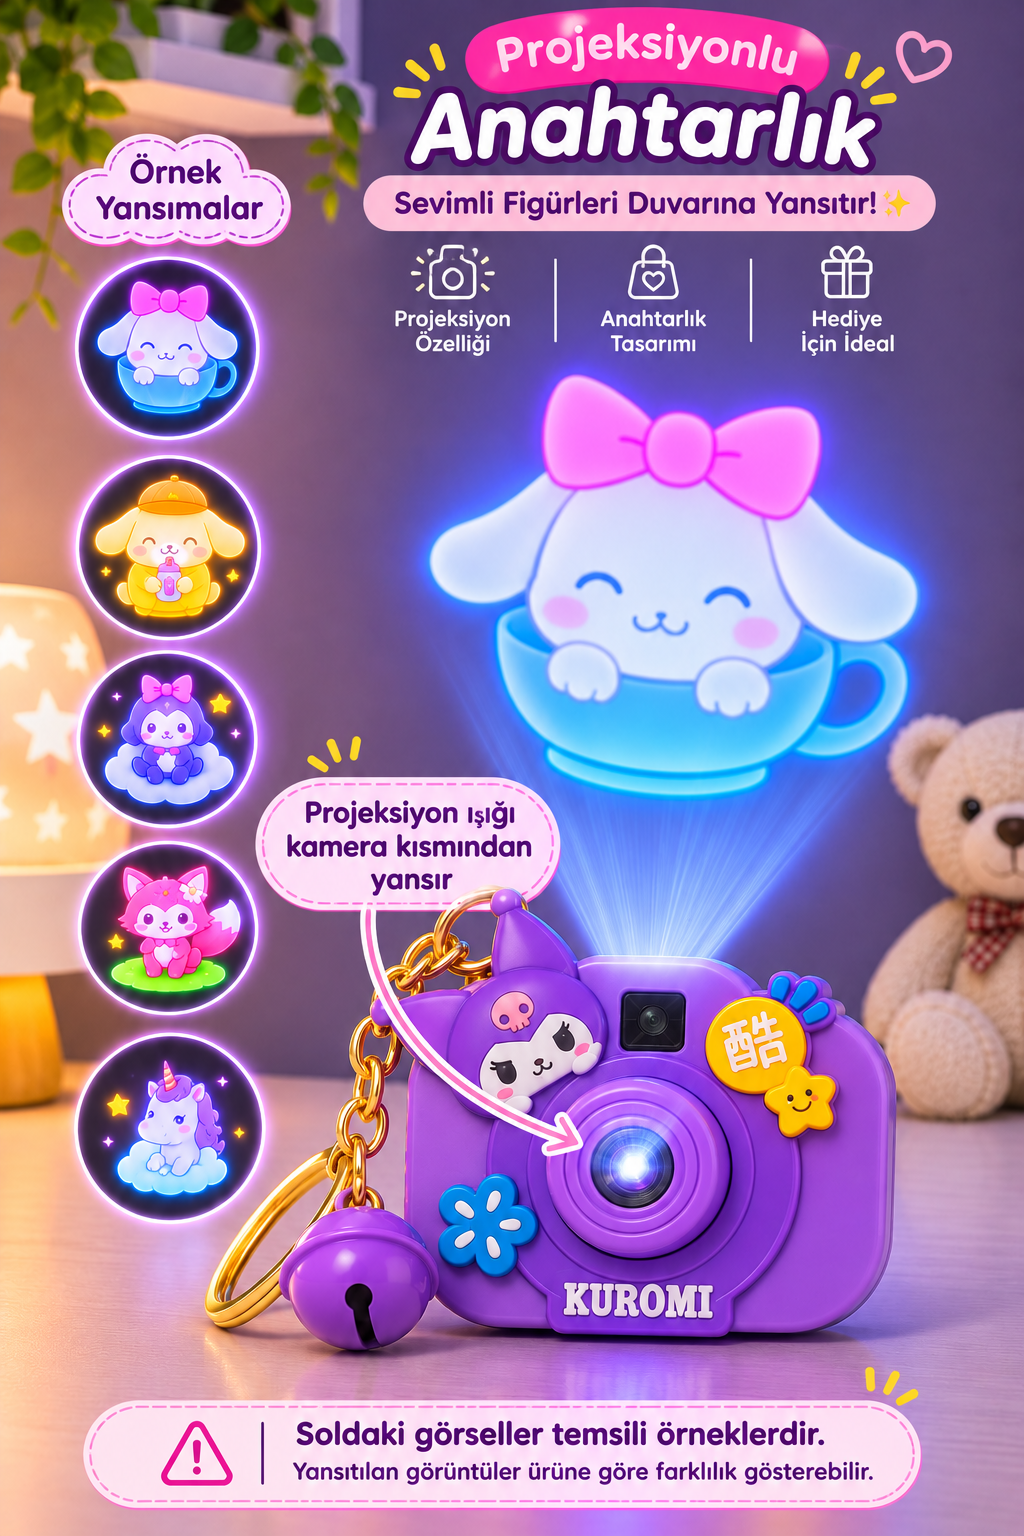 Projeksiyonlu
Anahtarlık
Sevimli Figürleri Duvarına Yansıtır!
Örnek
Yansımalar
Projeksiyon
Özelliği
Anahtarlık
Tasarımı
Hediye
İçin İdeal
Projeksiyon ışığı
kamera kısmından
yansır
酷
KUROMI
Soldaki görseller temsili örneklerdir.
Yansıtılan görüntüler ürüne göre farklılık gösterebilir.